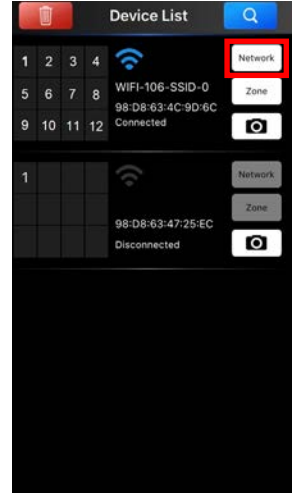 Device List
1 2 3 4
5 6 7 8
9 10 11 12
WIFI-106-SSID-0
98:D8:63:4C:9D:6C
Connected
Network
Zone
1
98:D8:63:47:25:EC
Disconnected
Network
Zone